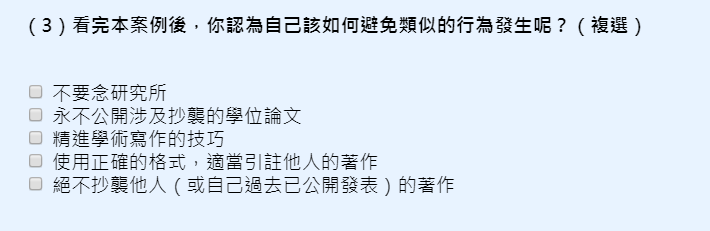 （3）看完本案例後，你認為自己該如何避免類似的行為發生呢？（複選）
不要念研究所
永不公開涉及抄襲的學位論文
精進學術寫作的技巧
使用正確的格式，適當引註他人的著作
絕不抄襲他人（或自己過去已公開發表）的著作